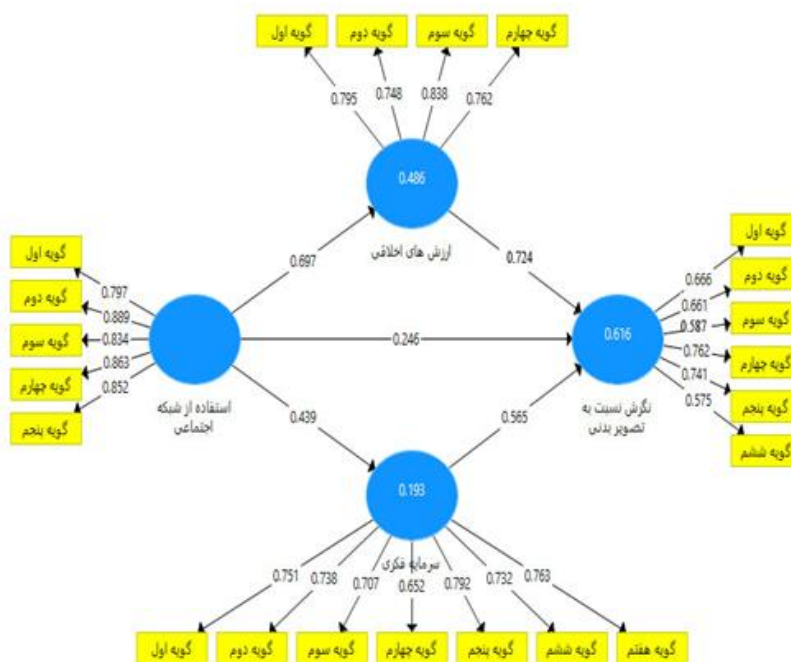 گویه اول
گویه دوم
گویه سوم
گویه چهارم
0.795
0.748
0.838
0.762
0.486
ارزش های اخلاقی
0.697
0.724
گویه اول
گویه دوم
گویه سوم
گویه چهارم
گویه پنجم
0.797
0.889
0.834
0.863
0.852
استفاده از شبکه
اجتماعی
0.246
0.616
نگرش نسبت به
تصویر بدنی
0.666
0.661
0.587
0.762
0.741
0.575
گویه اول
گویه دوم
گویه سوم
گویه چهارم
گویه پنجم
گویه ششم
0.439
0.565
0.193
سرمایه فکری
0.751
0.738
0.707
0.652
0.792
0.732
0.763
گویه اول
گویه دوم
گویه سوم
گویه چهارم
گویه پنجم
گویه ششم
گویه هفتم